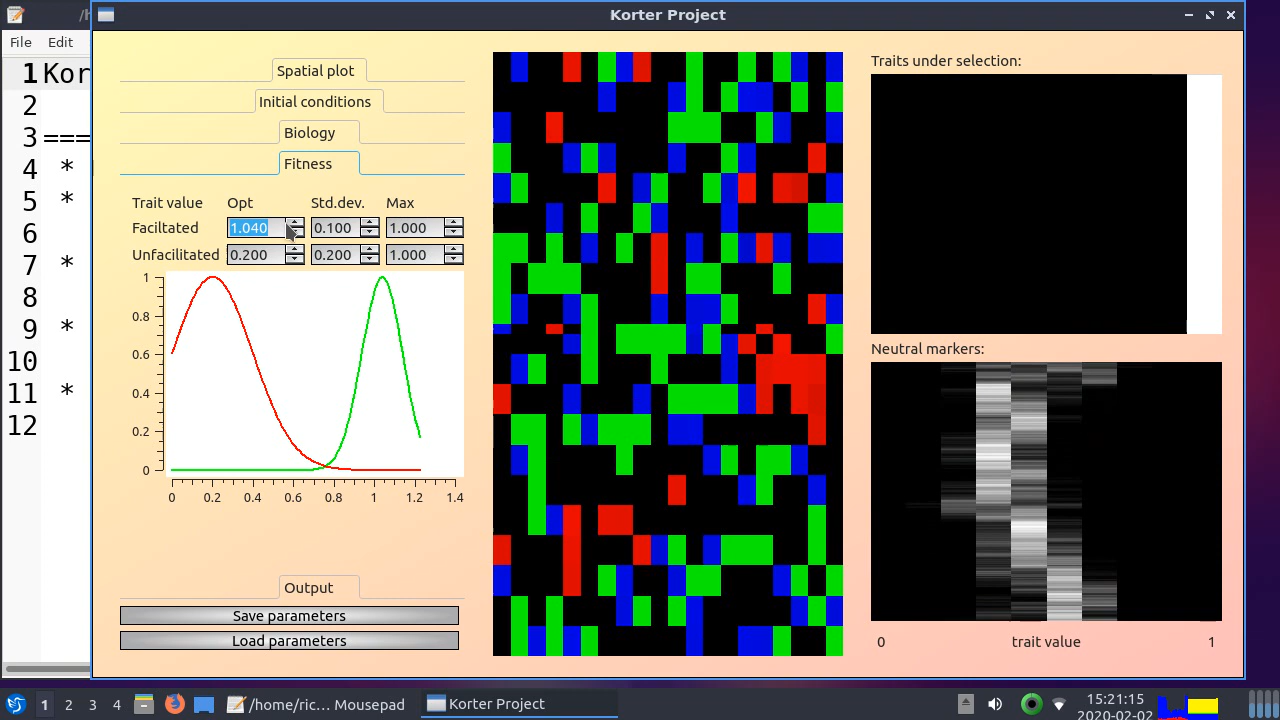 Korter Project
File Edit
1 Kor
2
3 ===
4 *
5 *
6
7 *
8
9 *
10
11 *
12
Spatial plot
Initial conditions
Biology
Fitness
Trait value Opt Std.dev. Max
Faciltated 1.040 0.100 1.000
Unfacilitated 0.200 0.200 1.000
1
0.8
0.6
0.4
0.2
0
0 0.2 0.4 0.6 0.8 1 1.2 1.4
Output
Save parameters
Load parameters
Traits under selection:
Neutral markers:
0 trait value 1
1 2 3 4 /home/ric... Mousepad Korter Project 15:21:15
2020-02-02